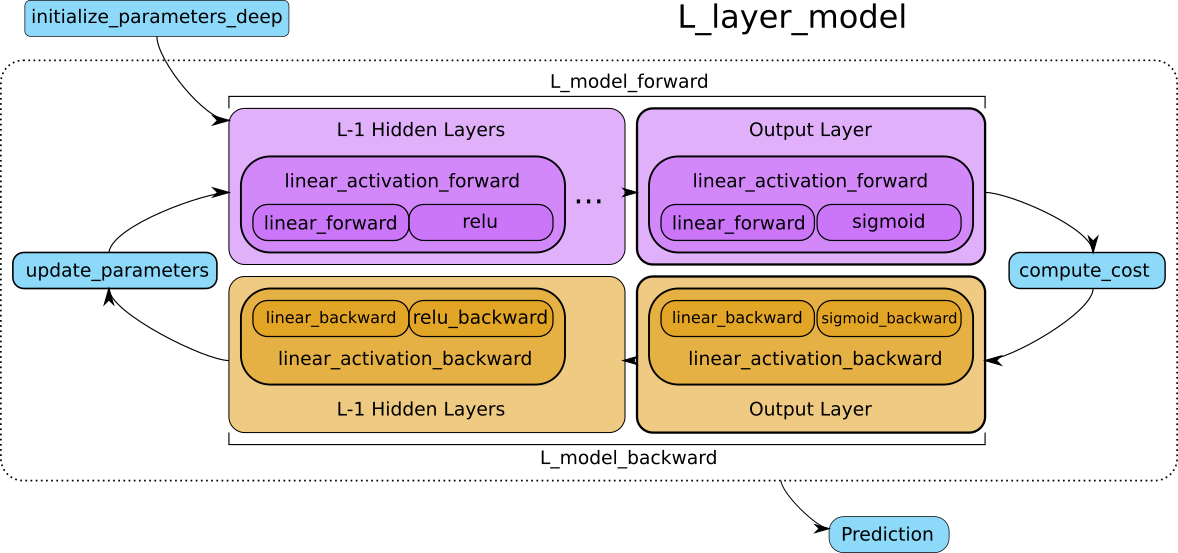 initialize_parameters_deep
L_layer_model
L_model_forward
L-1 Hidden Layers
linear_activation_forward
linear_forward
relu
...
Output Layer
linear_activation_forward
linear_forward
sigmoid
update_parameters
compute_cost
linear_backward
relu_backward
linear_activation_backward
L-1 Hidden Layers
linear_backward
sigmoid_backward
linear_activation_backward
Output Layer
L_model_backward
Prediction